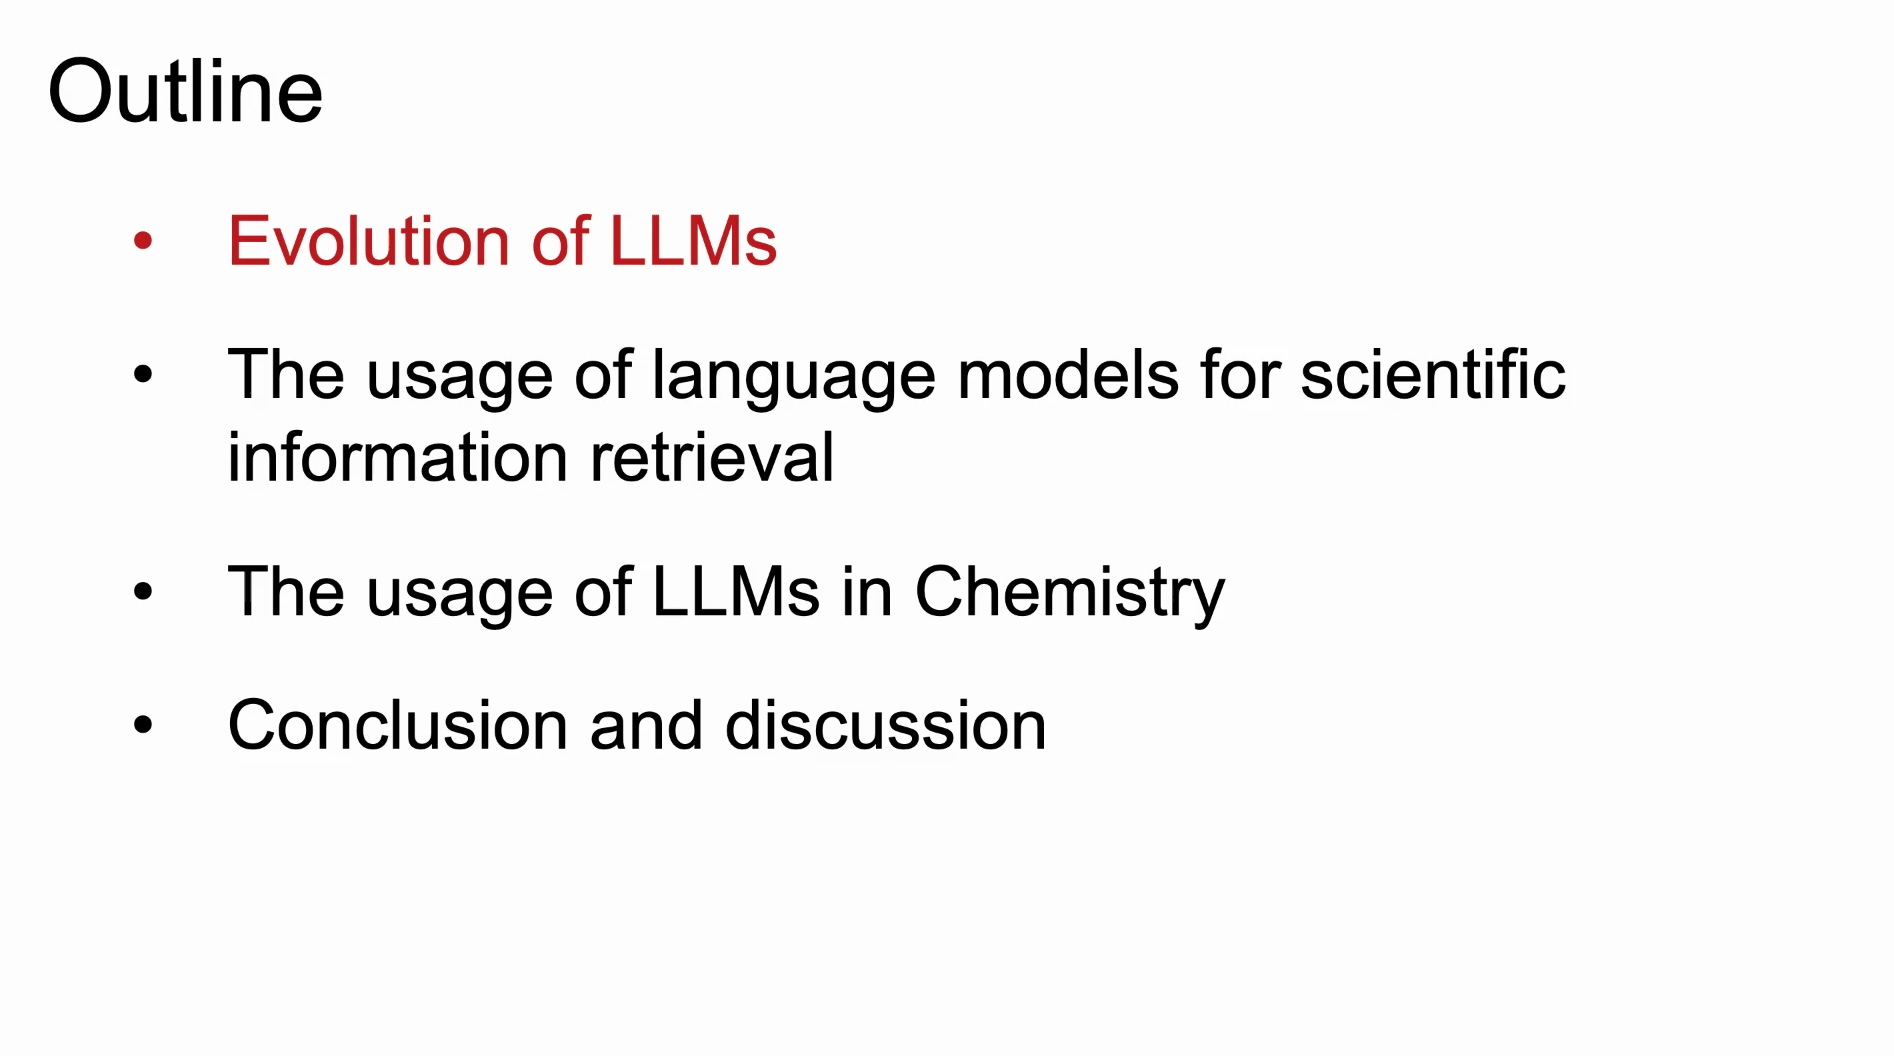 Outline
• Evolution of LLMs
• The usage of language models for scientific
information retrieval
• The usage of LLMs in Chemistry
• Conclusion and discussion